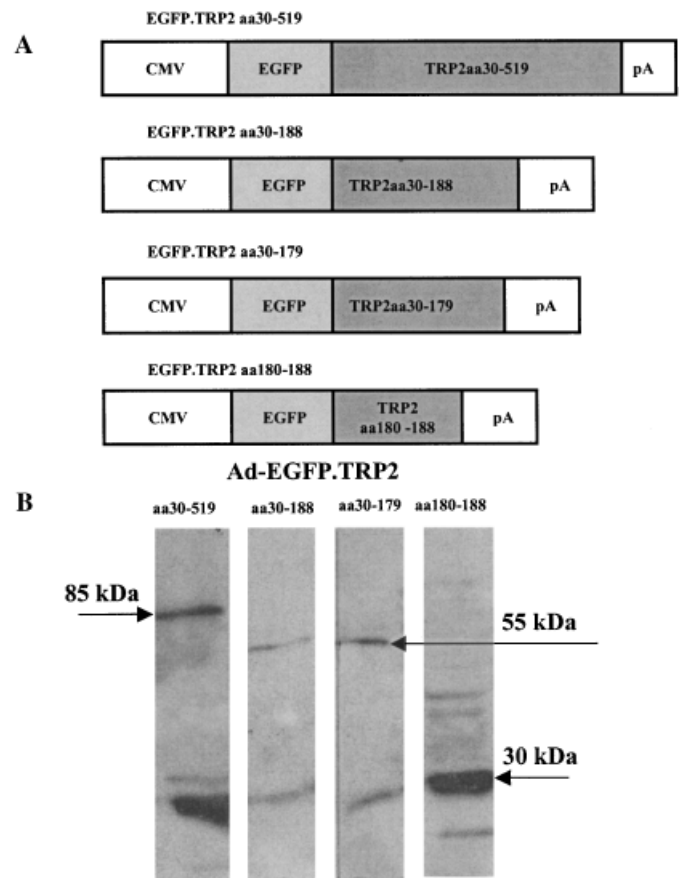 A
EGFP.TRP2 aa30-519
CMV EGFP TRP2aa30-519 pA
EGFP.TRP2 aa30-188
CMV EGFP TRP2aa30-188 pA
EGFP.TRP2 aa30-179
CMV EGFP TRP2aa30-179 pA
EGFP.TRP2 aa180-188
CMV EGFP TRP2 aa180 -188 pA
Ad-EGFP.TRP2
B
aa30-519 aa30-188 aa30-179 aa180-188
85 kDa
55 kDa
30 kDa